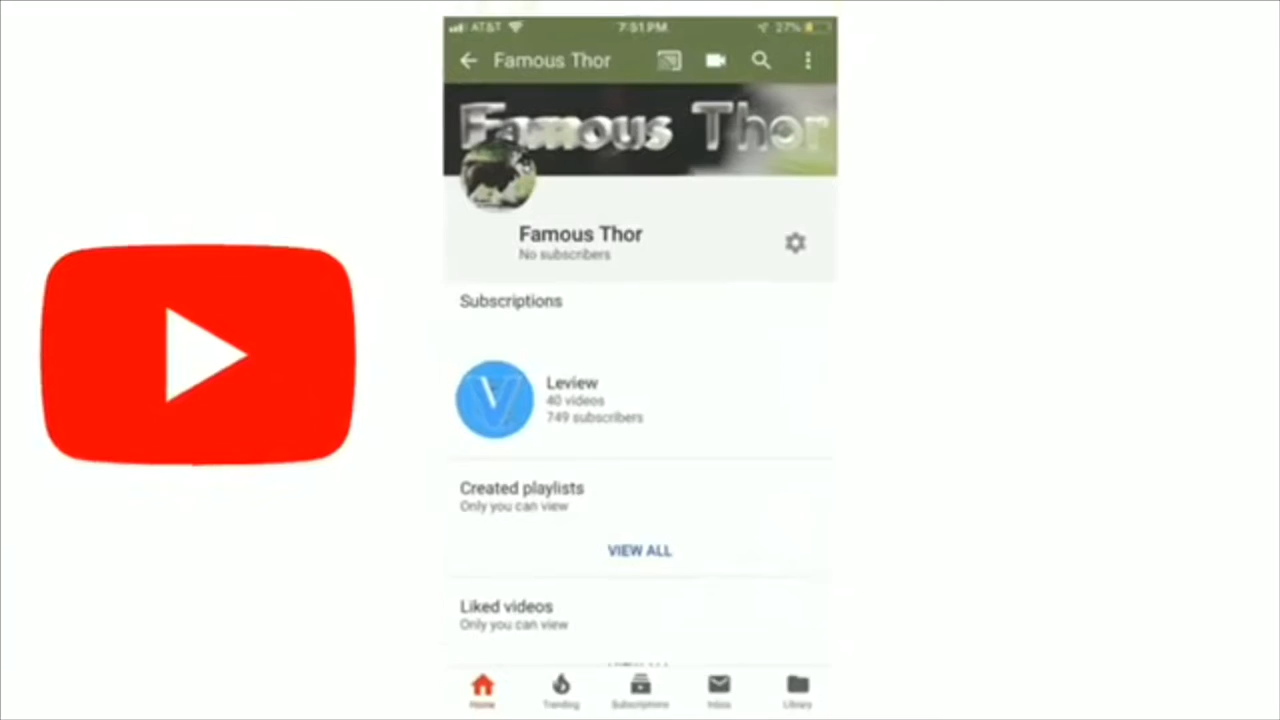 AT&T 7:51 PM 27%
Famous Thor
Famous Thor
Famous Thor
No subscribers
Subscriptions
Leview
40 videos
749 subscribers
Created playlists
Only you can view
VIEW ALL
Liked videos
Only you can view
VIEW ALL
Home Trending Subscriptions Inbox Library